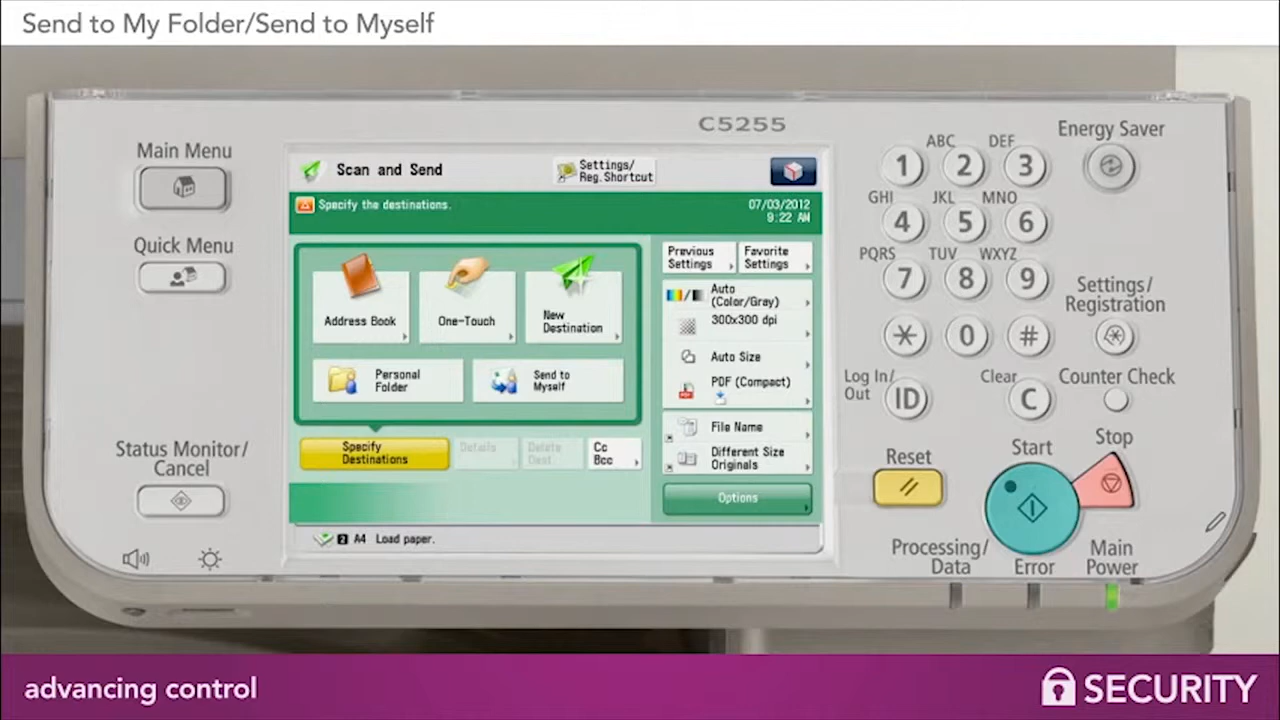 Send to My Folder/Send to Myself
C5255
Main Menu
Quick Menu
Status Monitor/
Cancel
Scan and Send
Settings/
Reg.Shortcut
Specify the destinations.
07/03/2012
9:22 AM
Address Book
One-Touch
New
Destination
Personal
Folder
Send to
Myself
Specify
Destinations
Details
Delete
Dest.
Cc
Bcc
Previous
Settings
Favorite
Settings
Auto
(Color/Gray)
300x300 dpi
Auto Size
PDF (Compact)
File Name
Different Size
Originals
Options
2 A4 Load paper.
ABC
DEF
1
2
3
GHI
JKL
MNO
4
5
6
PQRS
TUV
WXYZ
7
8
9
0
#
Log In/
Out
ID
Clear
C
Energy Saver
Settings/
Registration
Counter Check
Reset
Start
Stop
Processing/
Data
Error
Main
Power
advancing control
SECURITY